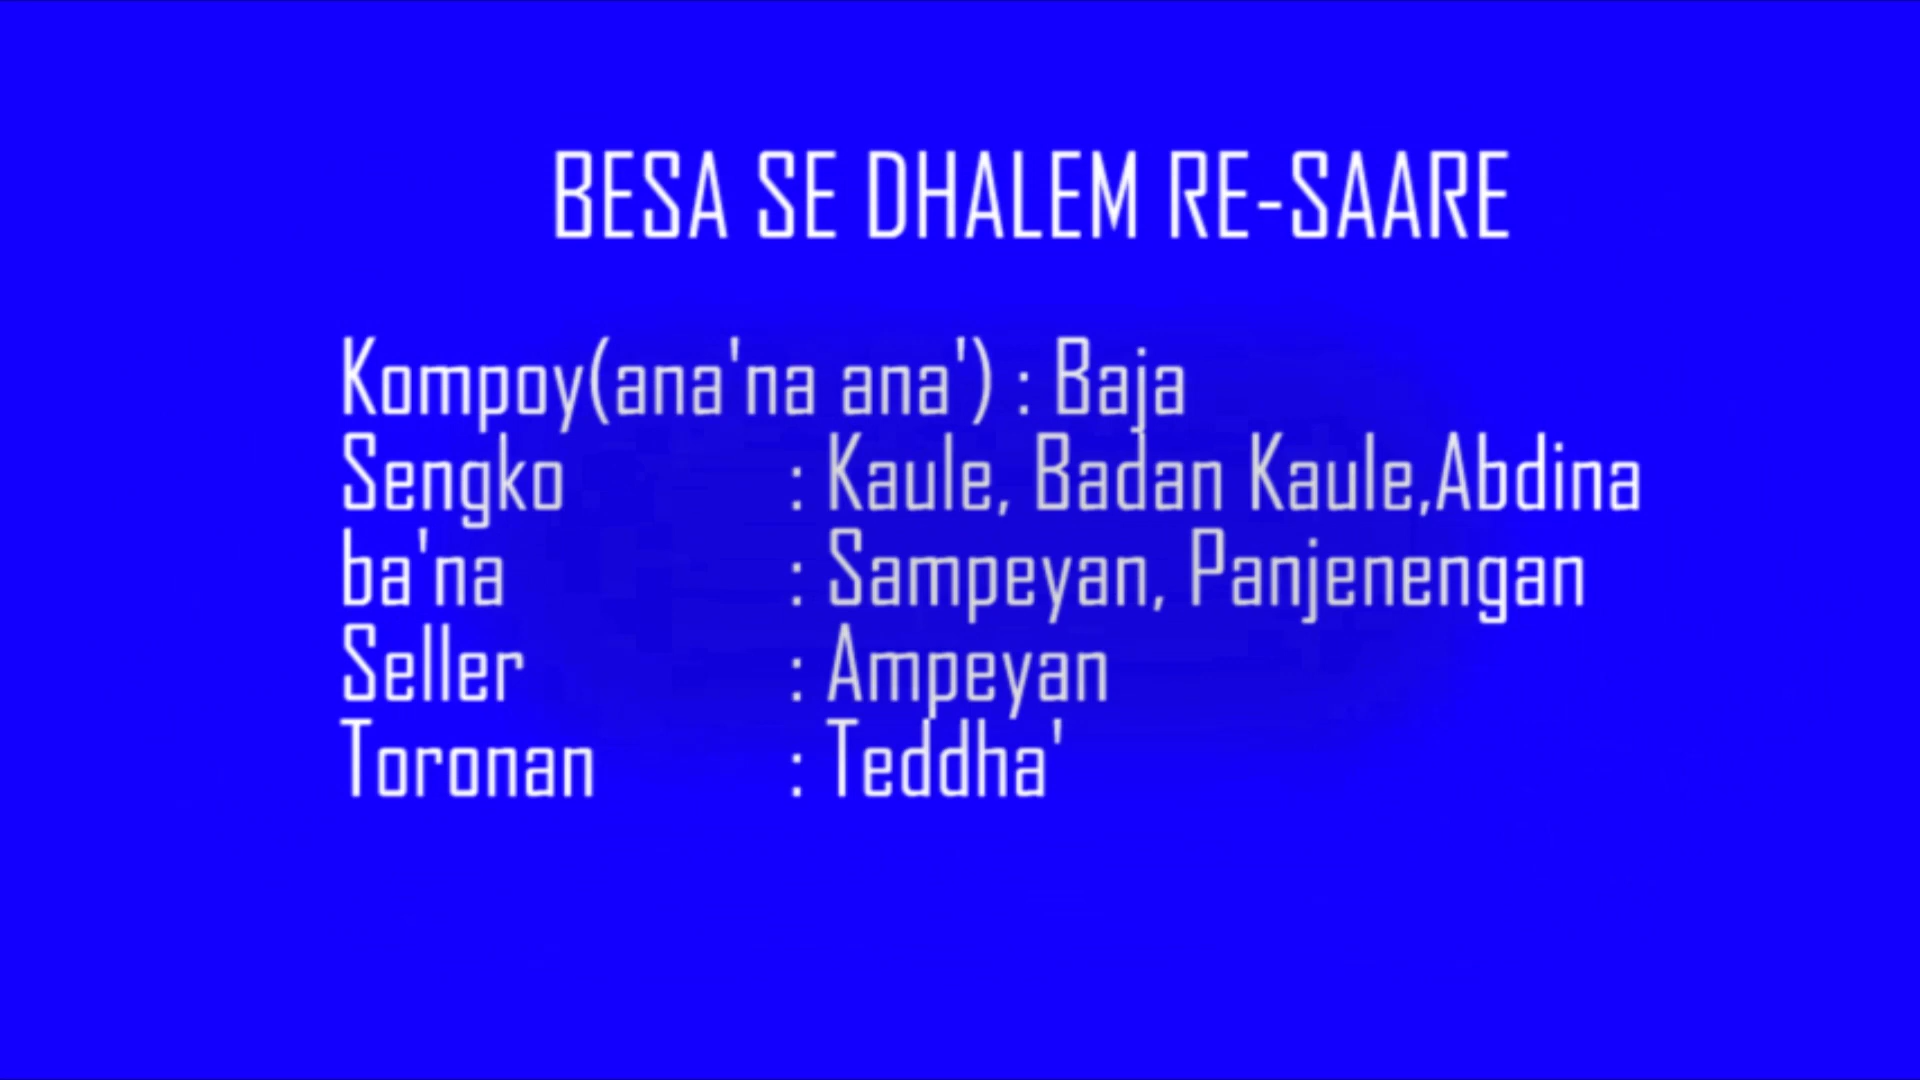 BESA SE DHALEM RE-SAARE
Kompoy(ana'na ana') : Baja
Sengko : Kaule, Badan Kaule,Abdina
ba'na : Sampeyan, Panjenengan
Seller : Ampeyan
Toronan : Teddha'